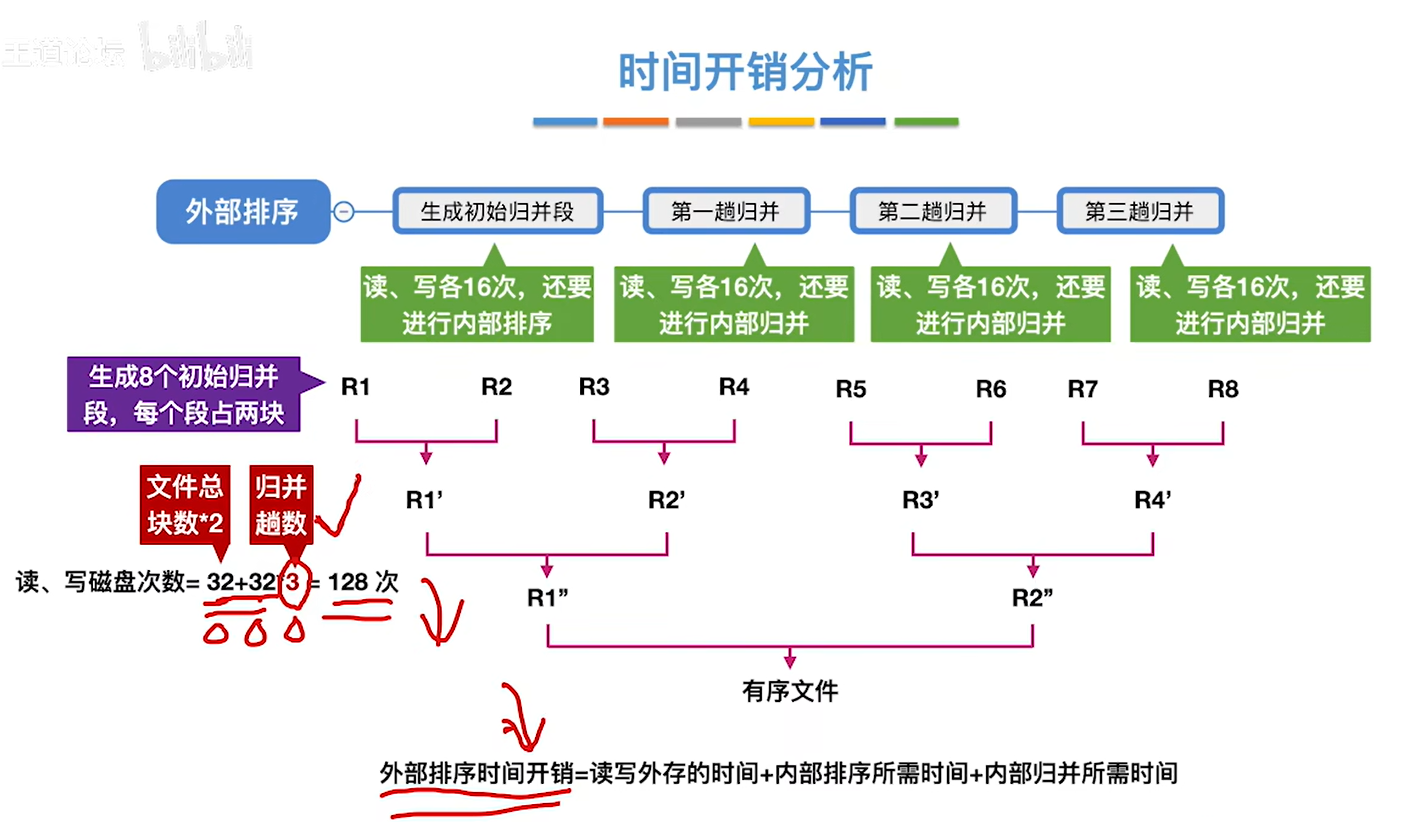 王道论坛 bilibili
时间开销分析
外部排序
生成初始归并段
第一趟归并
第二趟归并
第三趟归并
读、写各16次，还要
进行内部排序
读、写各16次，还要
进行内部归并
读、写各16次，还要
进行内部归并
读、写各16次，还要
进行内部归并
生成8个初始归并
段，每个段占两块
R1 R2 R3 R4 R5 R6 R7 R8
R1’ R2’ R3’ R4’
文件总
块数*2
归并
趟数
读、写磁盘次数= 32+32*3 = 128 次
R1” R2”
有序文件
外部排序时间开销=读写外存的时间+内部排序所需时间+内部归并所需时间